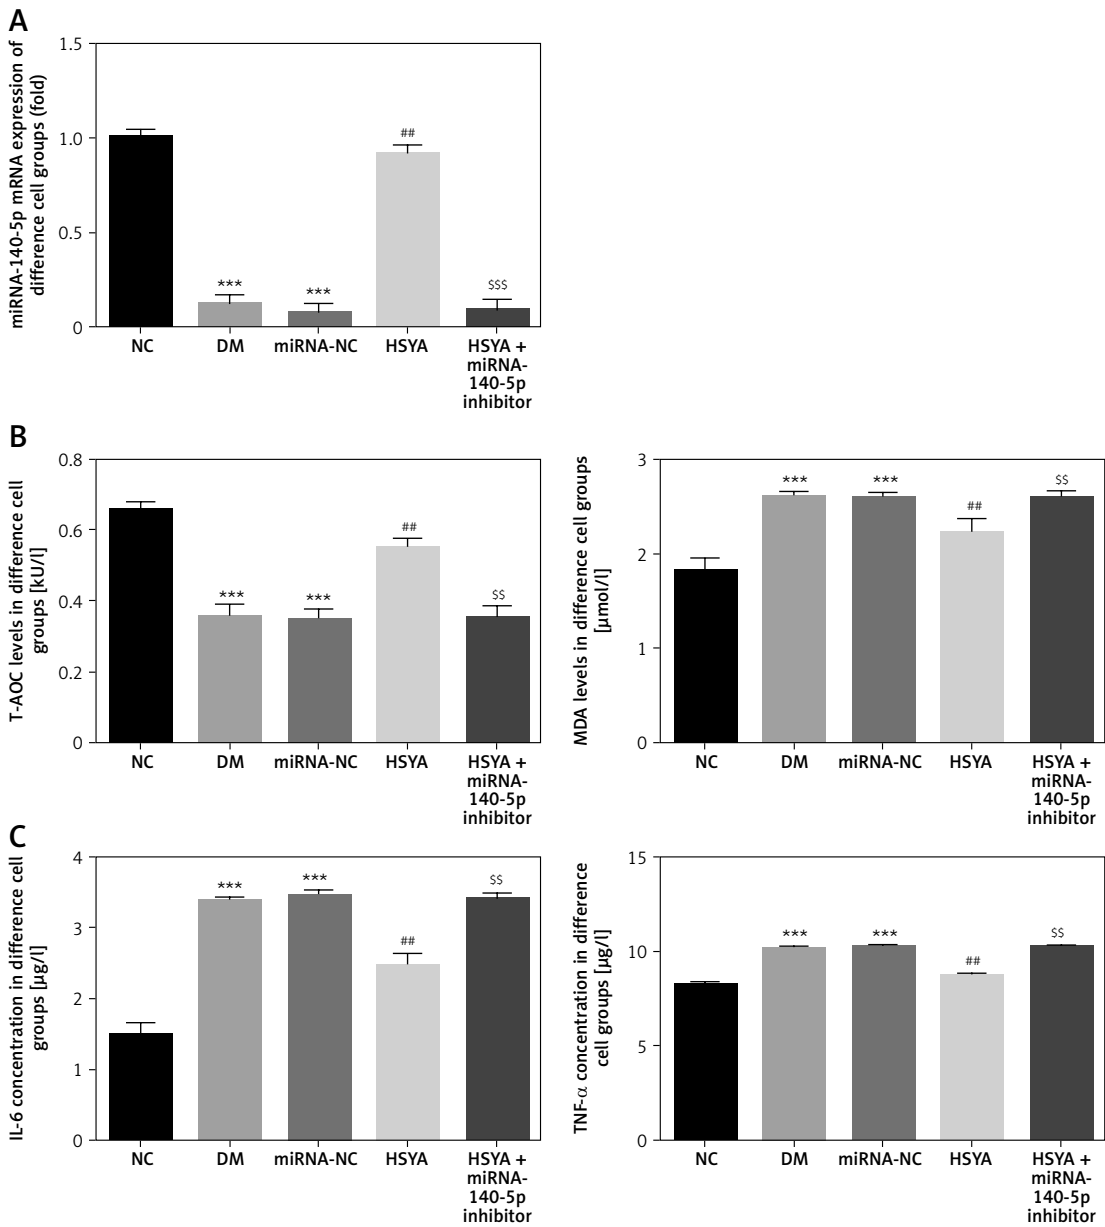 A
miRNA-140-5p mRNA expression of
difference cell groups (fold)
1.5
1.0
0.5
0
##
***
***
$$$
NC
DM
miRNA-NC
HSYA
HSYA +
miRNA-
140-5p
inhibitor
B
T-AOC levels in difference cell
groups [kU/l]
0.8
0.6
0.4
0.2
0
***
***
##
$$
NC
DM
miRNA-NC
HSYA
HSYA +
miRNA-
140-5p
inhibitor
MDA levels in difference cell groups
[µmol/l]
3
2
1
0
***
***
##
$$
NC
DM
miRNA-NC
HSYA
HSYA +
miRNA-
140-5p
inhibitor
C
IL-6 concentration in difference cell
groups [µg/l]
4
3
2
1
0
***
***
##
$$
NC
DM
miRNA-NC
HSYA
HSYA +
miRNA-
140-5p
inhibitor
TNF-α concentration in difference
cell groups [µg/l]
15
10
5
0
***
***
##
$$
NC
DM
miRNA-NC
HSYA
HSYA +
miRNA-
140-5p
inhibitor